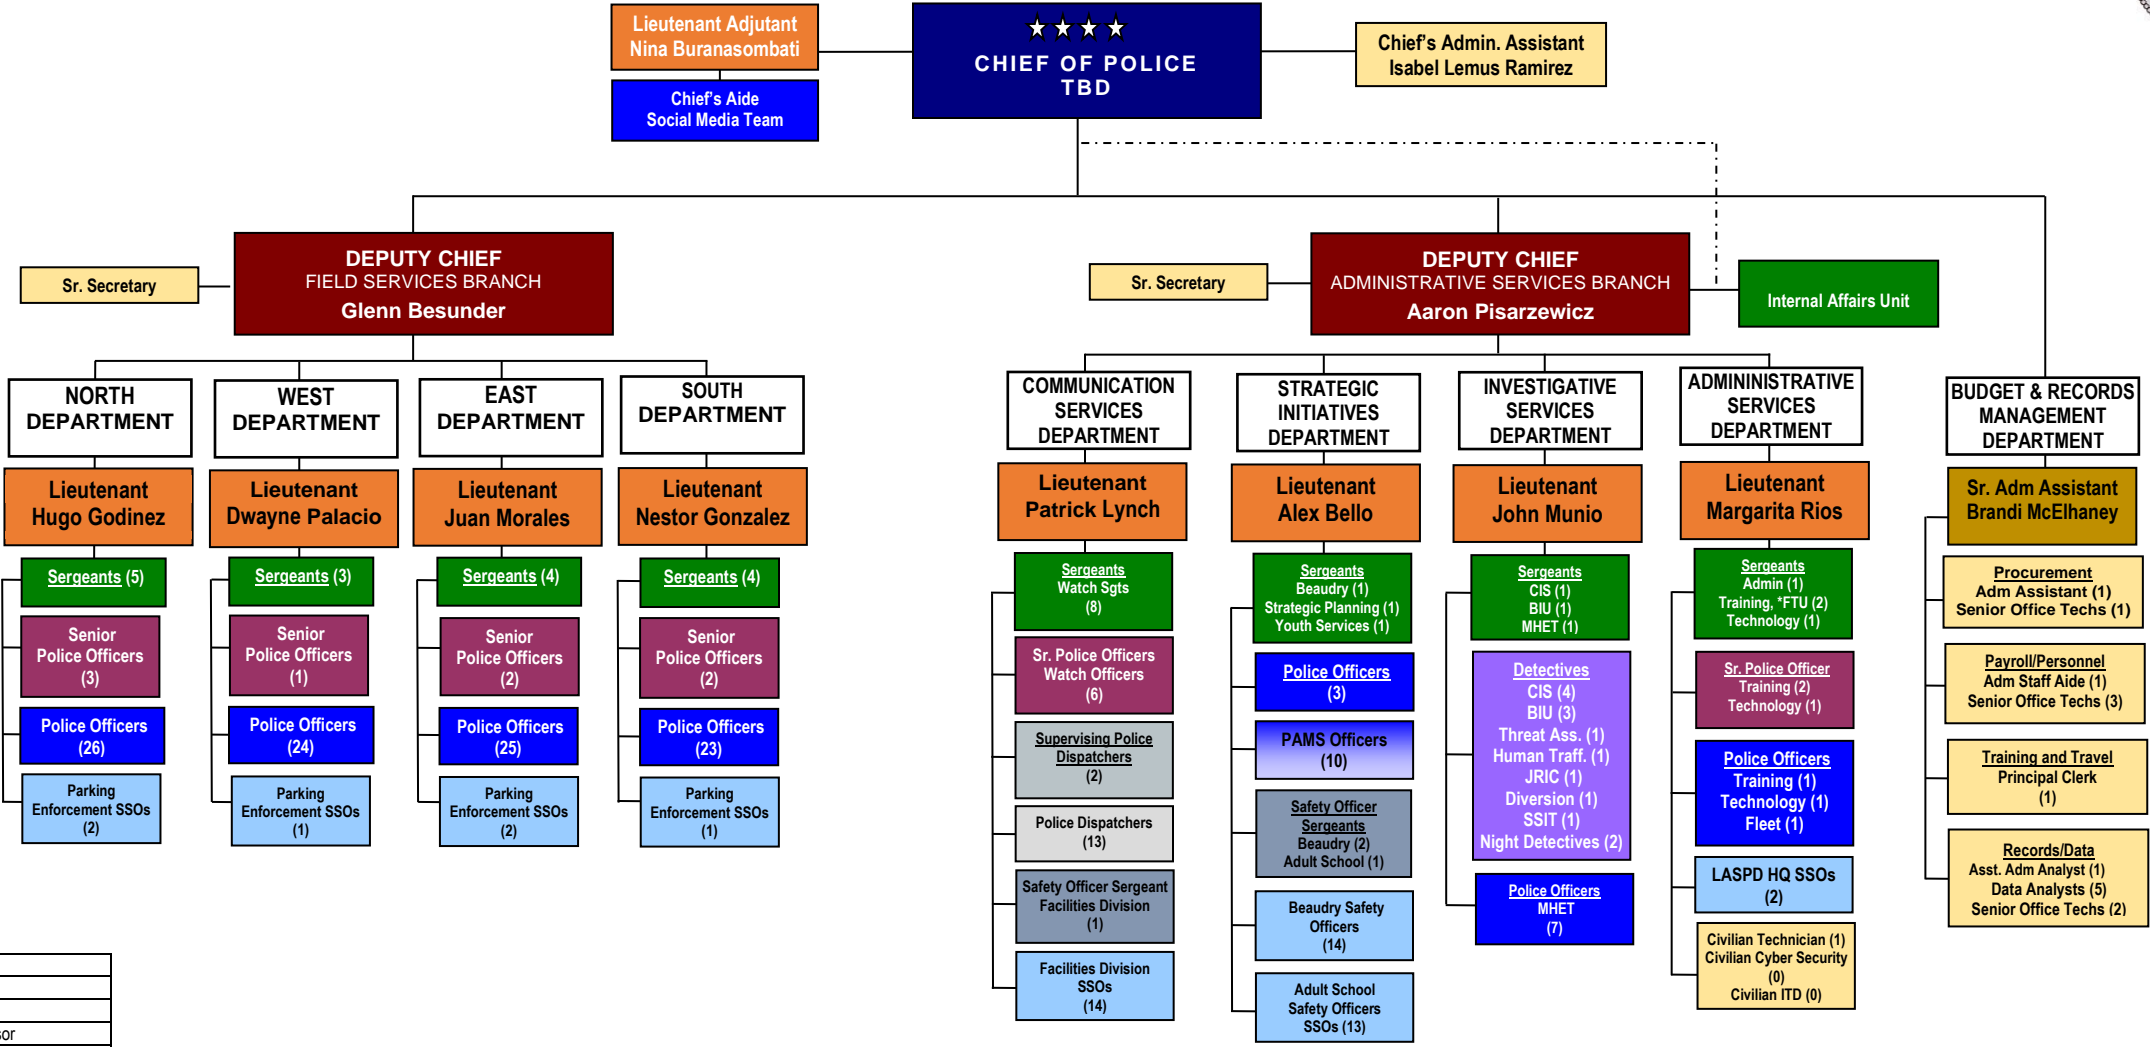 Lieutenant Adjutant
Nina Buranasombati
Chief's Aide
Social Media Team
CHIEF OF POLICE
TBD
Chief's Admin. Assistant
Isabel Lemus Ramirez
Sr. Secretary
DEPUTY CHIEF
FIELD SERVICES BRANCH
Glenn Besunder
Sr. Secretary
DEPUTY CHIEF
ADMINISTRATIVE SERVICES BRANCH
Aaron Pisarzewicz
Internal Affairs Unit
NORTH
DEPARTMENT
Lieutenant
Hugo Godinez
Sergeants (5)
Senior
Police Officers
(3)
Police Officers
(26)
Parking
Enforcement SSOs
(2)
WEST
DEPARTMENT
Lieutenant
Dwayne Palacio
Sergeants (3)
Senior
Police Officers
(1)
Police Officers
(24)
Parking
Enforcement SSOs
(1)
EAST
DEPARTMENT
Lieutenant
Juan Morales
Sergeants (4)
Senior
Police Officers
(2)
Police Officers
(25)
Parking
Enforcement SSOs
(2)
SOUTH
DEPARTMENT
Lieutenant
Nestor Gonzalez
Sergeants (4)
Senior
Police Officers
(2)
Police Officers
(23)
Parking
Enforcement SSOs
(1)
COMMUNICATION
SERVICES
DEPARTMENT
Lieutenant
Patrick Lynch
Sergeants
Watch Sgts
(8)
Sr. Police Officers
Watch Officers
(6)
Supervising Police
Dispatchers
(2)
Police Dispatchers
(13)
Safety Officer Sergeant
Facilities Division
(1)
Facilities Division
SSOs
(14)
STRATEGIC
INITIATIVES
DEPARTMENT
Lieutenant
Alex Bello
Sergeants
Beaudry (1)
Strategic Planning (1)
Youth Services (1)
Police Officers
(3)
PAMS Officers
(10)
Safety Officer
Sergeants
Beaudry (2)
Adult School (1)
Beaudry Safety
Officers
(14)
Adult School
Safety Officers
SSOs (13)
INVESTIGATIVE
SERVICES
DEPARTMENT
Lieutenant
John Munio
Sergeants
CIS (1)
BIU (1)
MHET (1)
Detectives
CIS (4)
BIU (3)
Threat Ass. (1)
Human Traff. (1)
JRIC (1)
Diversion (1)
SSIT (1)
Night Detectives (2)
Police Officers
MHET
(7)
ADMININISTRATIVE
SERVICES
DEPARTMENT
Lieutenant
Margarita Rios
Sergeants
Admin (1)
Training, *FTU (2)
Technology (1)
Sr. Police Officer
Training (2)
Technology (1)
Police Officers
Training (1)
Technology (1)
Fleet (1)
LASPD HQ SSOs
(2)
Civilian Technician (1)
Civilian Cyber Security
(0)
Civilian ITD (0)
BUDGET & RECORDS
MANAGEMENT
DEPARTMENT
Sr. Adm Assistant
Brandi McElhaney
Procurement
Adm Assistant (1)
Senior Office Techs (1)
Payroll/Personnel
Adm Staff Aide (1)
Senior Office Techs (3)
Training and Travel
Principal Clerk
(1)
Records/Data
Asst. Adm Analyst (1)
Data Analysts (5)
Senior Office Techs (2)